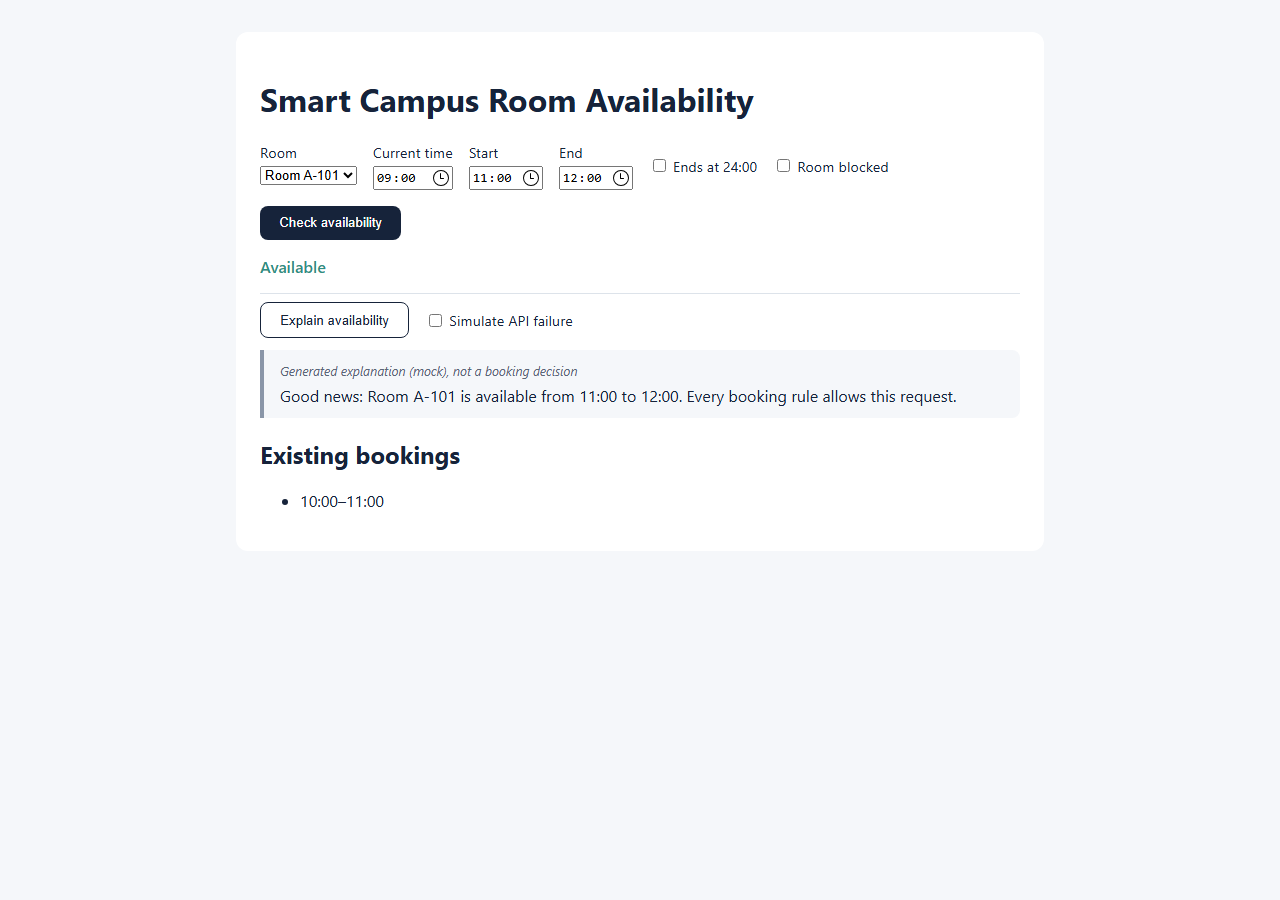 Smart Campus Room Availability
Room Current time Start End
Room A-101 09:00 11:00 12:00 Ends at 24:00 Room blocked
Check availability
Available
Explain availability Simulate API failure
Generated explanation (mock), not a booking decision
Good news: Room A-101 is available from 11:00 to 12:00. Every booking rule allows this request.
Existing bookings
10:00–11:00